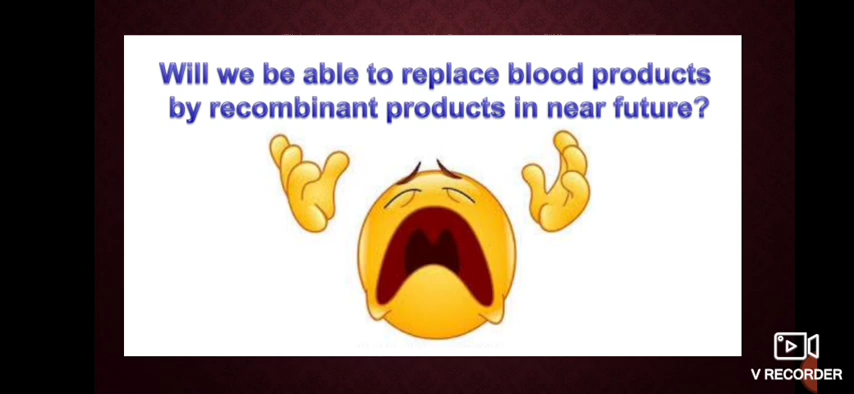 Will we be able to replace blood products
by recombinant products in near future?
V RECORDER